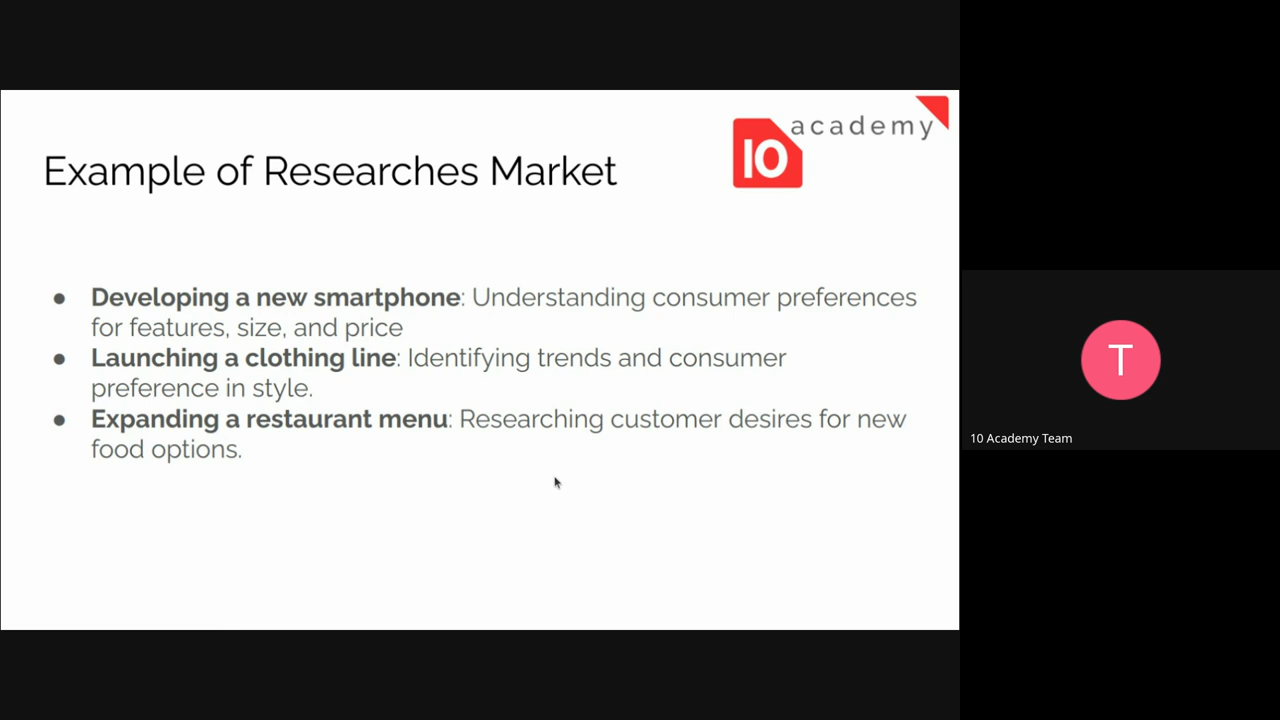 10 academy
Example of Researches Market
● Developing a new smartphone: Understanding consumer preferences
for features, size, and price
● Launching a clothing line: Identifying trends and consumer
preference in style.
● Expanding a restaurant menu: Researching customer desires for new
food options.
T
10 Academy Team